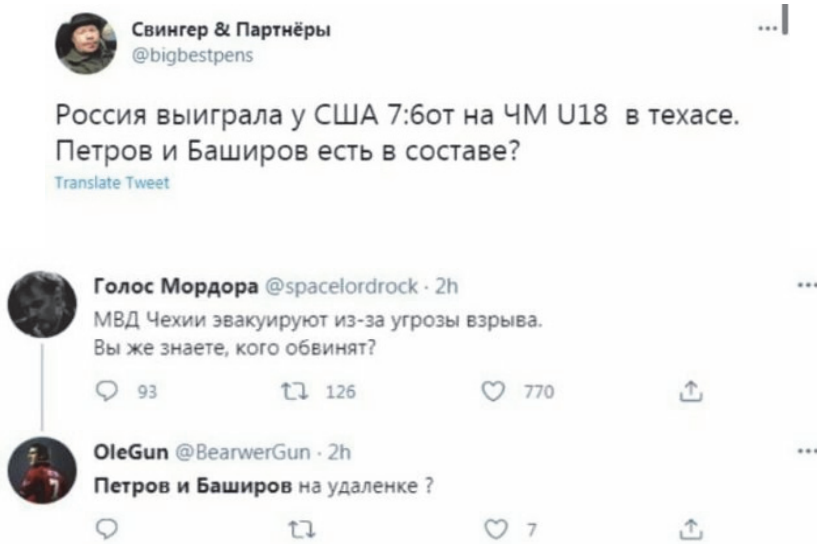 Свингер & Партнёры
@bigbestpens
Россия выиграла у США 7:6от на ЧМ U18 в техасе.
Петров и Баширов есть в составе?
Translate Tweet
Голос Мордора @spacelordrock · 2h
МВД Чехии эвакуируют из-за угрозы взрыва.
Вы же знаете, кого обвинят?
93 126 770
OleGun @BearwerGun · 2h
Петров и Баширов на удаленке ?
7